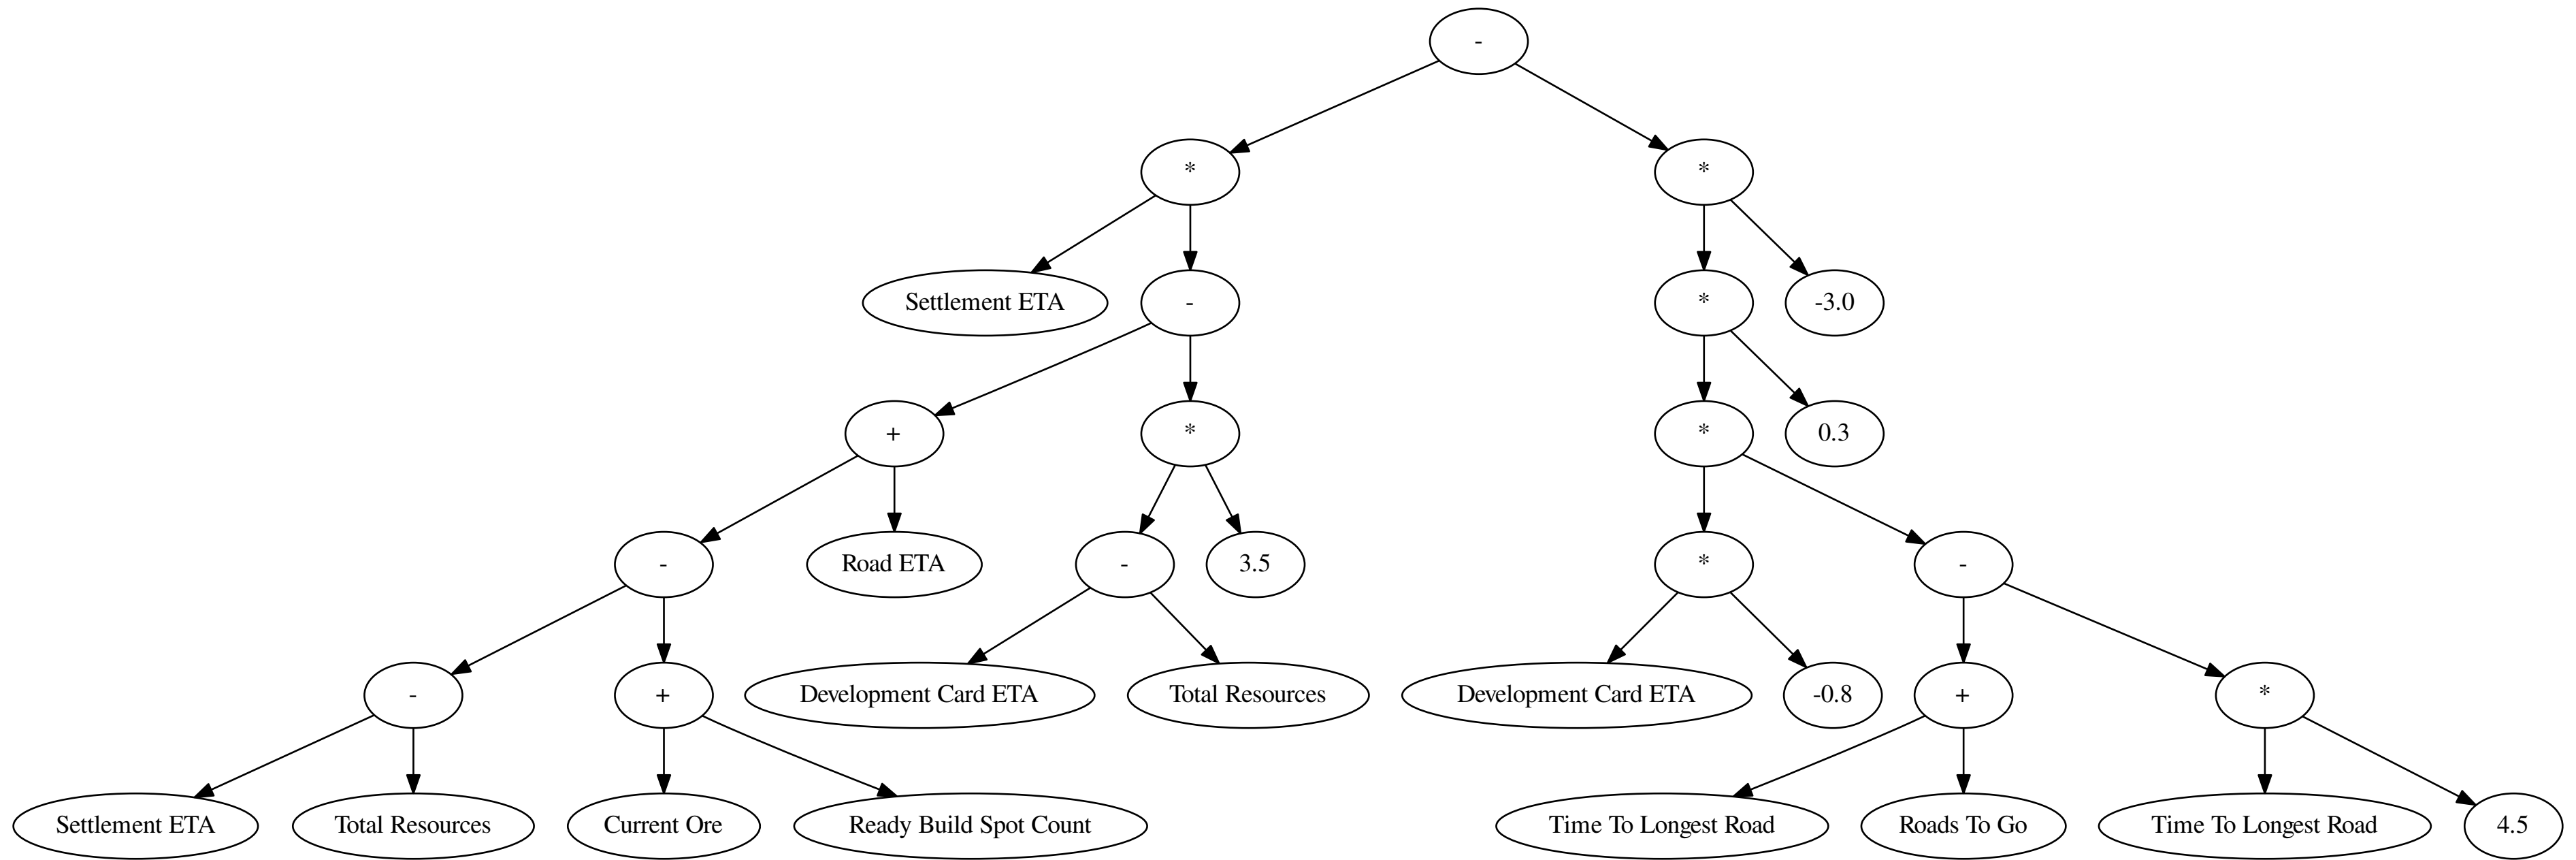 -
*
*
Settlement ETA
-
*
-3.0
+
*
*
0.3
-
Road ETA
-
3.5
*
-
-
+
Development Card ETA
Total Resources
Development Card ETA
-0.8
+
*
Settlement ETA
Total Resources
Current Ore
Ready Build Spot Count
Time To Longest Road
Roads To Go
Time To Longest Road
4.5